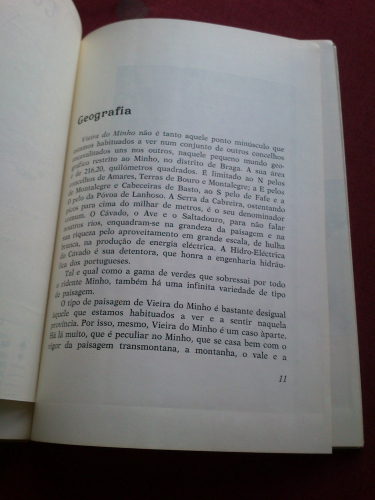 Geografia
Vieira do Minho não é tanto aquele ponto minúsculo que
estamos habituados a ver num conjunto de outros concelhos
encavalitados uns nos outros, naquele pequeno mundo geo-
gráfico restrito ao Minho, no distrito de Braga. A sua área
é de 216,20, quilómetros quadrados. É limitado ao N pelos
concelhos de Amares, Terras de Bouro e Montalegre; a E pelos
de Montalegre e Cabeceiras de Basto, ao S pelo de Fafe e a
O pelo da Póvoa de Lanhoso. A Serra da Cabreira, ostentando
picos para cima do milhar de metros, é o seu denominador
comum. O Cávado, o Ave e o Saltadouro, para não falar
noutros rios, enquadram-se na grandeza da paisagem e na
sua riqueza pelo aproveitamento em grande escala, de hulha
branca, na produção de energia eléctrica. A Hidro-Eléctrica
do Cávado é sua detentora, que honra a engenharia hidráu-
lica dos portugueses.
Tal e qual como a gama de verdes que sobressai por todo
o ridente Minho, também há uma infinita variedade de tipo
de paisagem.
O tipo de paisagem de Vieira do Minho é bastante desigual
àquele que estamos habituados a ver e a sentir naquela
província. Por isso, mesmo, Vieira do Minho é um caso àparte.
Há lá muito, que é peculiar no Minho, que se casa bem com o
vigor da paisagem transmontana, a montanha, o vale e a
11